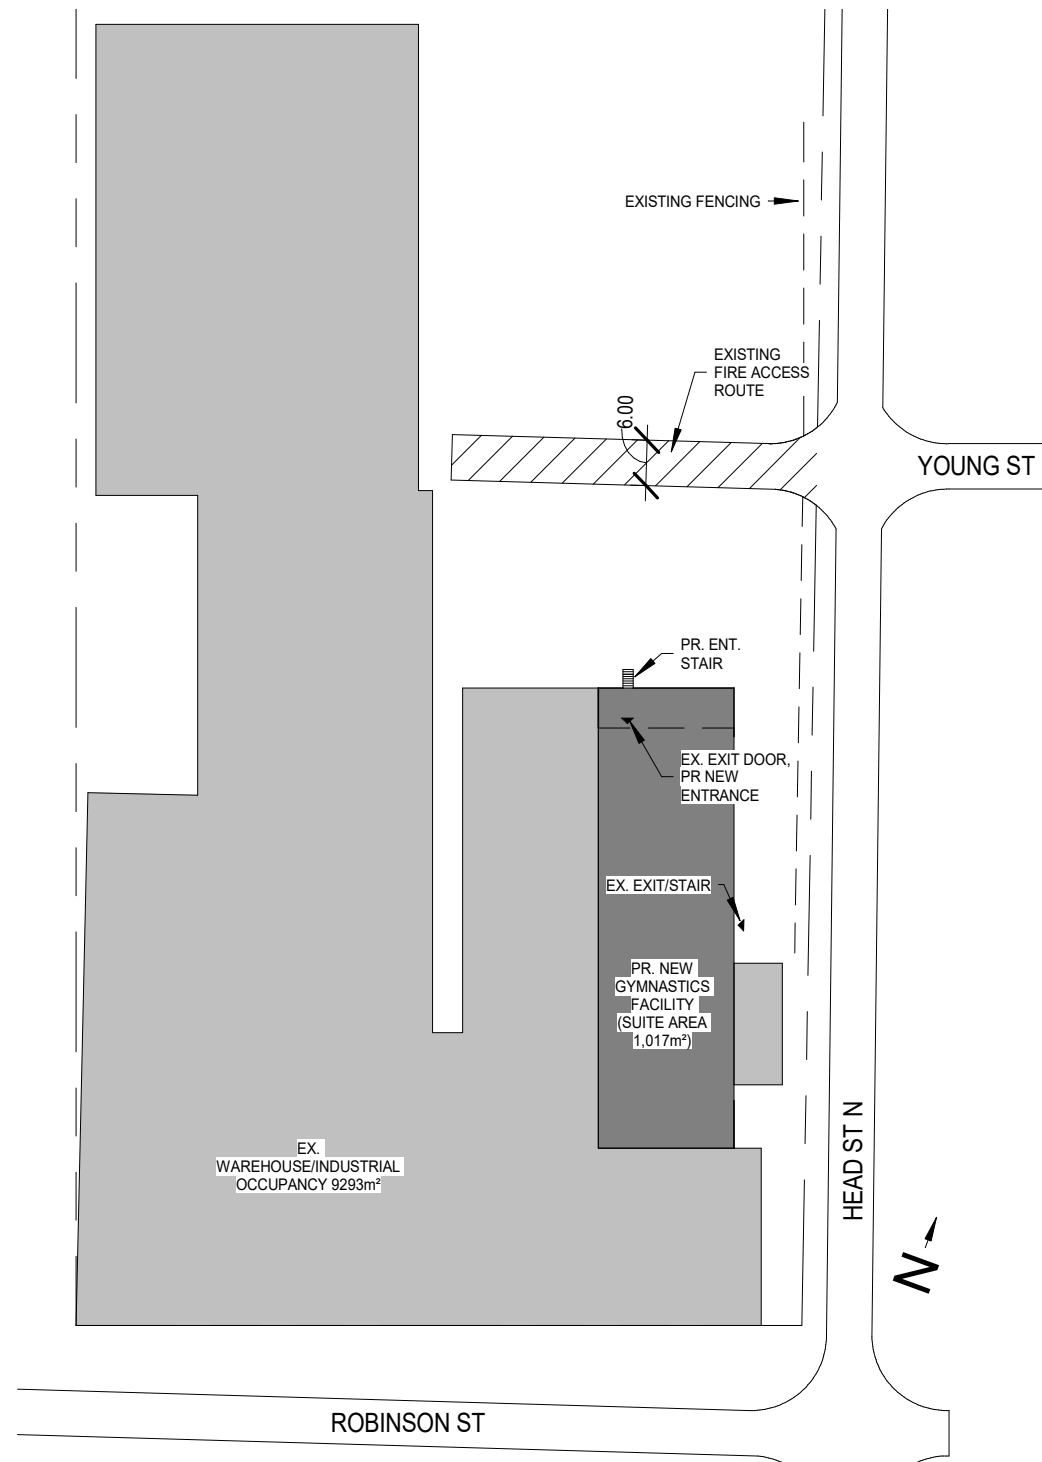 EXISTING FENCING
EXISTING
FIRE ACCESS
ROUTE
6.00
YOUNG ST
PR. ENT.
STAIR
EX. EXIT DOOR,
PR NEW
ENTRANCE
EX. EXIT/STAIR
PR. NEW
GYMNASTICS
FACILITY
(SUITE AREA
1,017m²)
EX.
WAREHOUSE/INDUSTRIAL
OCCUPANCY 9293m²
HEAD ST N
N
ROBINSON ST